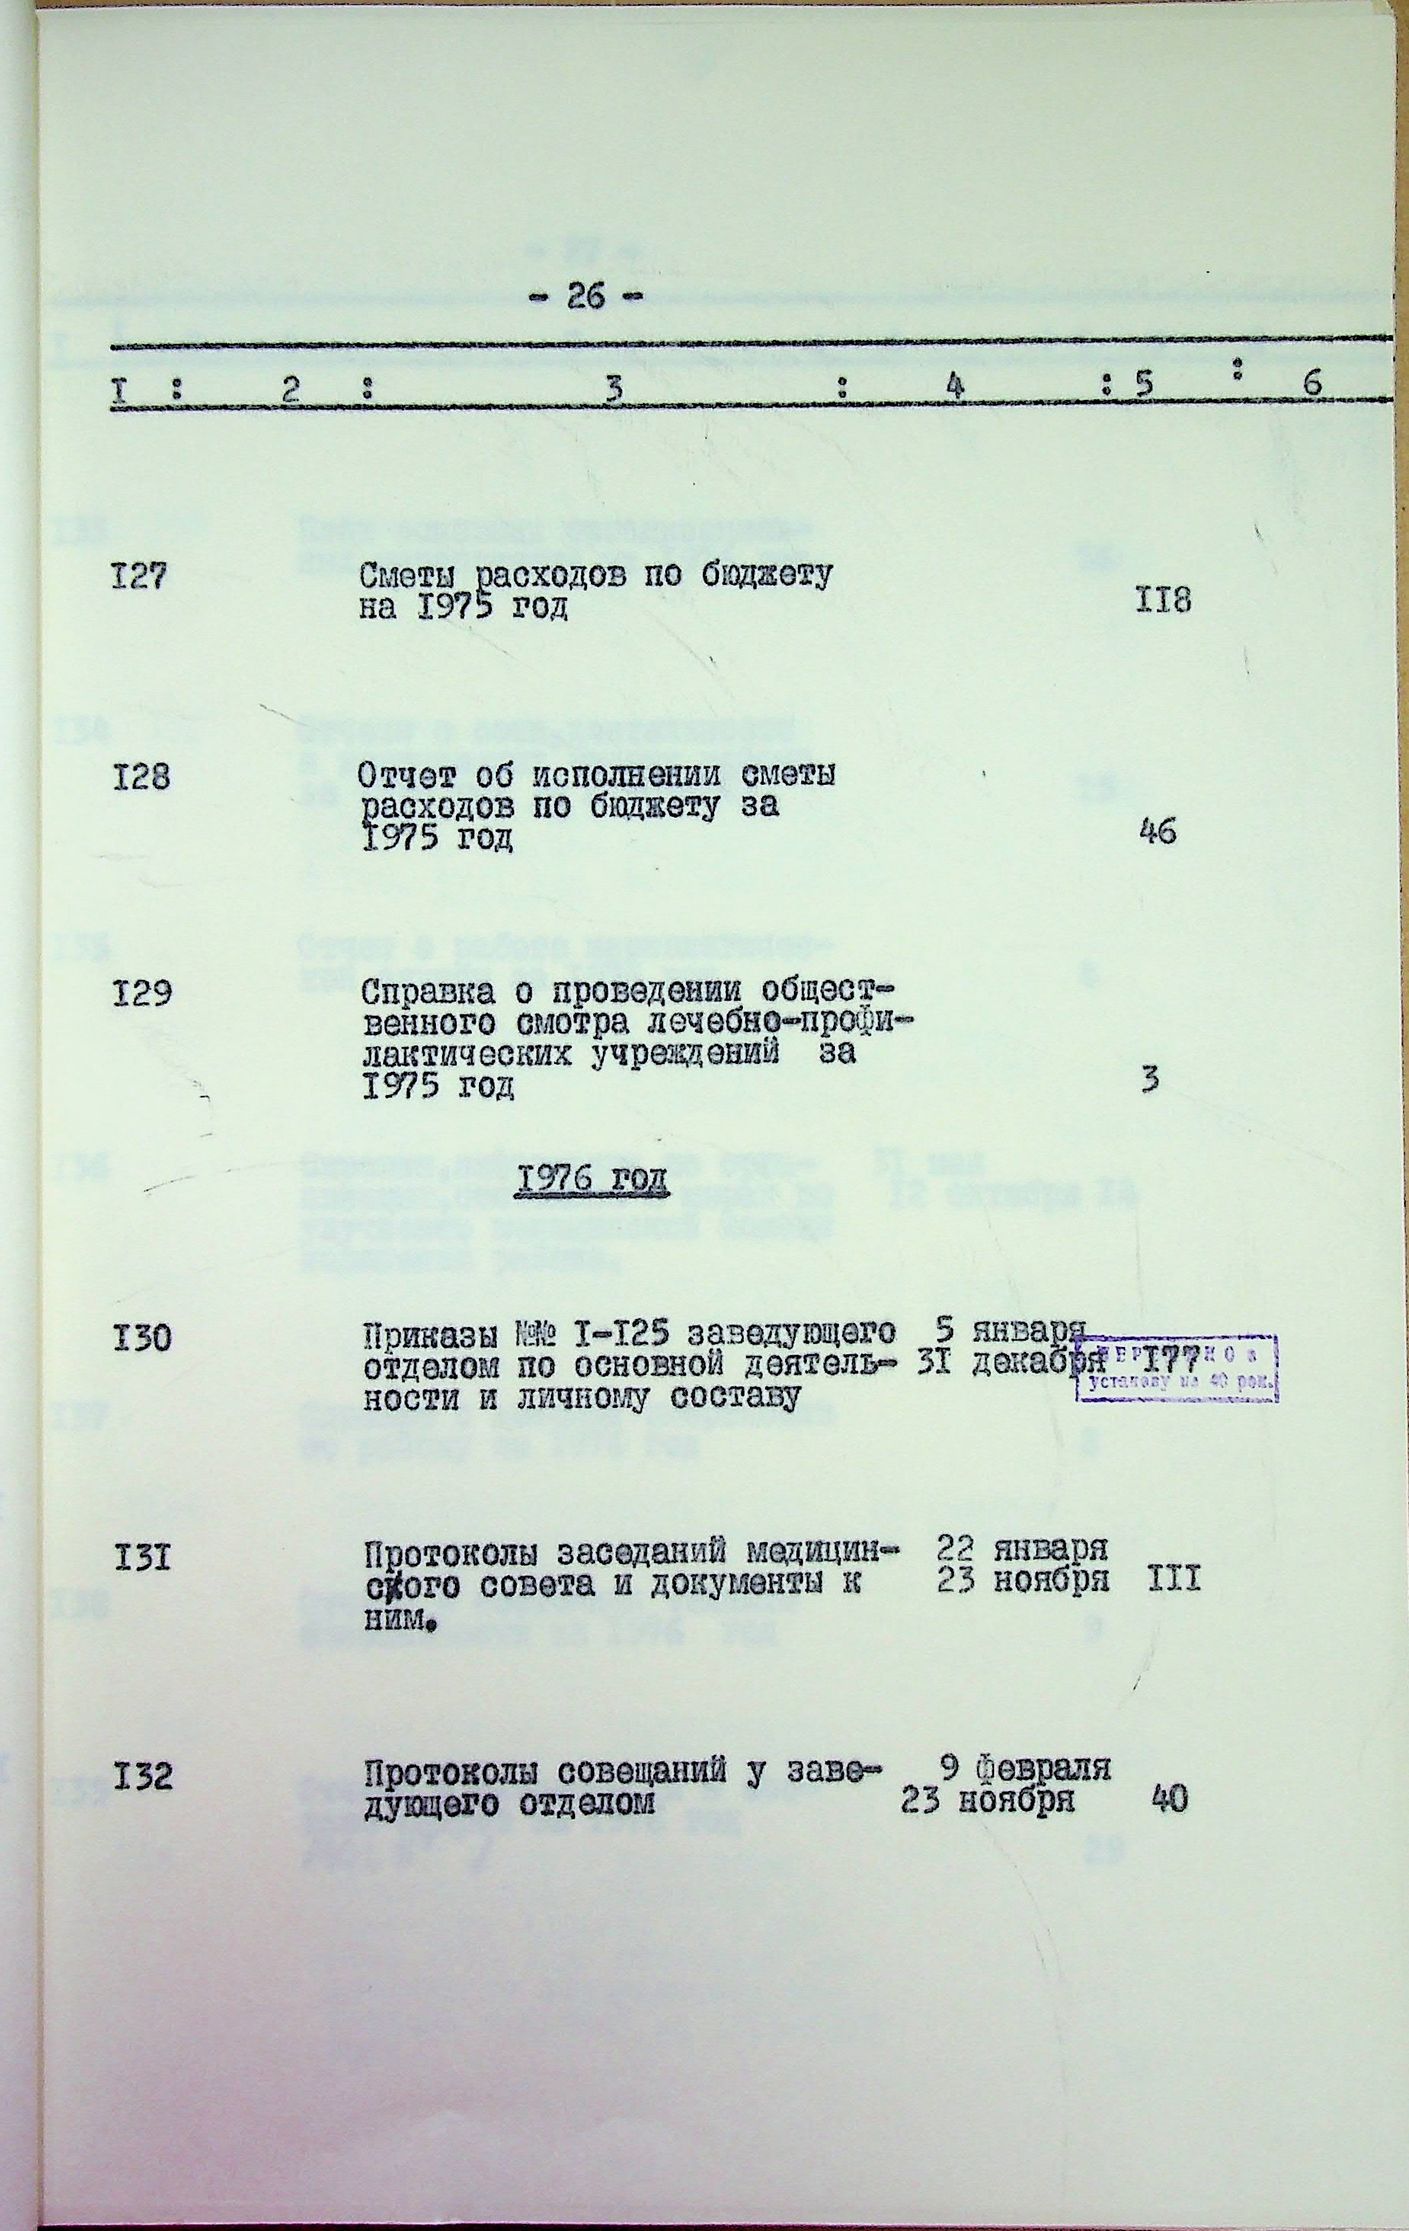 - 26 -
I : 2 : 3 : 4 : 5 : 6
I27 Сметы расходов по бюджету
на I975 год II8
I28 Отчет об исполнении сметы
расходов по бюджету за
I975 год 46
I29 Справка о проведении общест-
венного смотра лечебно-профи-
лактических учреждений за
I975 год 3
I976 год
I30 Приказы №№ I-I25 заведующего 5 января
отделом по основной деятель- 3I декабря I77
ности и личному составу
установу на 40 рок.
I3I Протоколы заседаний медицин- 22 января
ского совета и документы к 23 ноября III
ним.
I32 Протоколы совещаний у заве- 9 февраля
дующего отделом 23 ноября 40